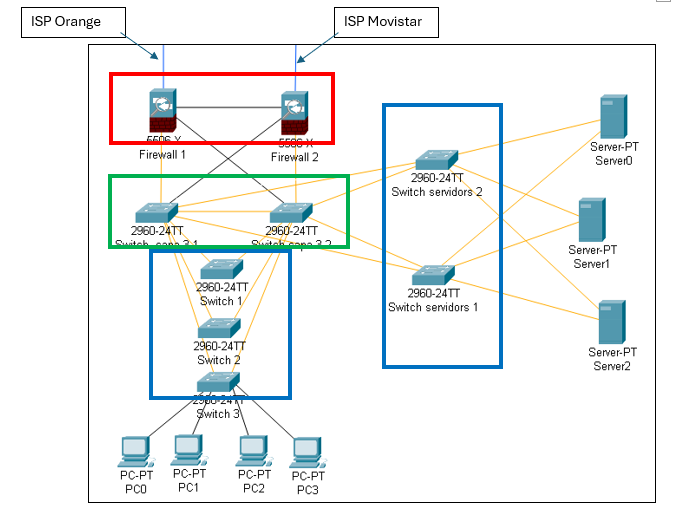 ISP Orange
ISP Movistar
5506-X
Firewall 1
5506-X
Firewall 2
2960-24TT
Switch servidors 2
Server-PT
Server0
2960-24TT
Switch capa 3 1
2960-24TT
Switch capa 3 2
Server-PT
Server1
2960-24TT
Switch 1
2960-24TT
Switch servidors 1
2960-24TT
Switch 2
Server-PT
Server2
2960-24TT
Switch 3
PC-PT
PC0
PC-PT
PC1
PC-PT
PC2
PC-PT
PC3